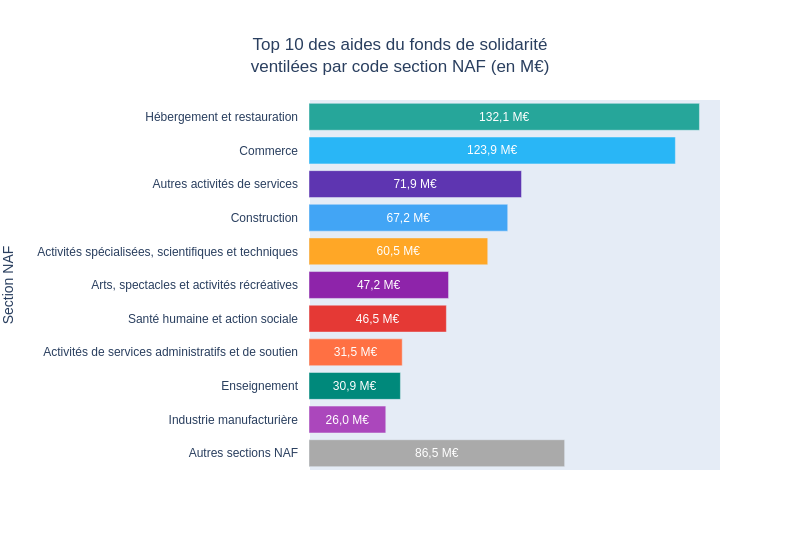 Top 10 des aides du fonds de solidarité
ventilées par code section NAF (en M€)
Section NAF
Hébergement et restauration 132,1 M€
Commerce 123,9 M€
Autres activités de services 71,9 M€
Construction 67,2 M€
Activités spécialisées, scientifiques et techniques 60,5 M€
Arts, spectacles et activités récréatives 47,2 M€
Santé humaine et action sociale 46,5 M€
Activités de services administratifs et de soutien 31,5 M€
Enseignement 30,9 M€
Industrie manufacturière 26,0 M€
Autres sections NAF 86,5 M€